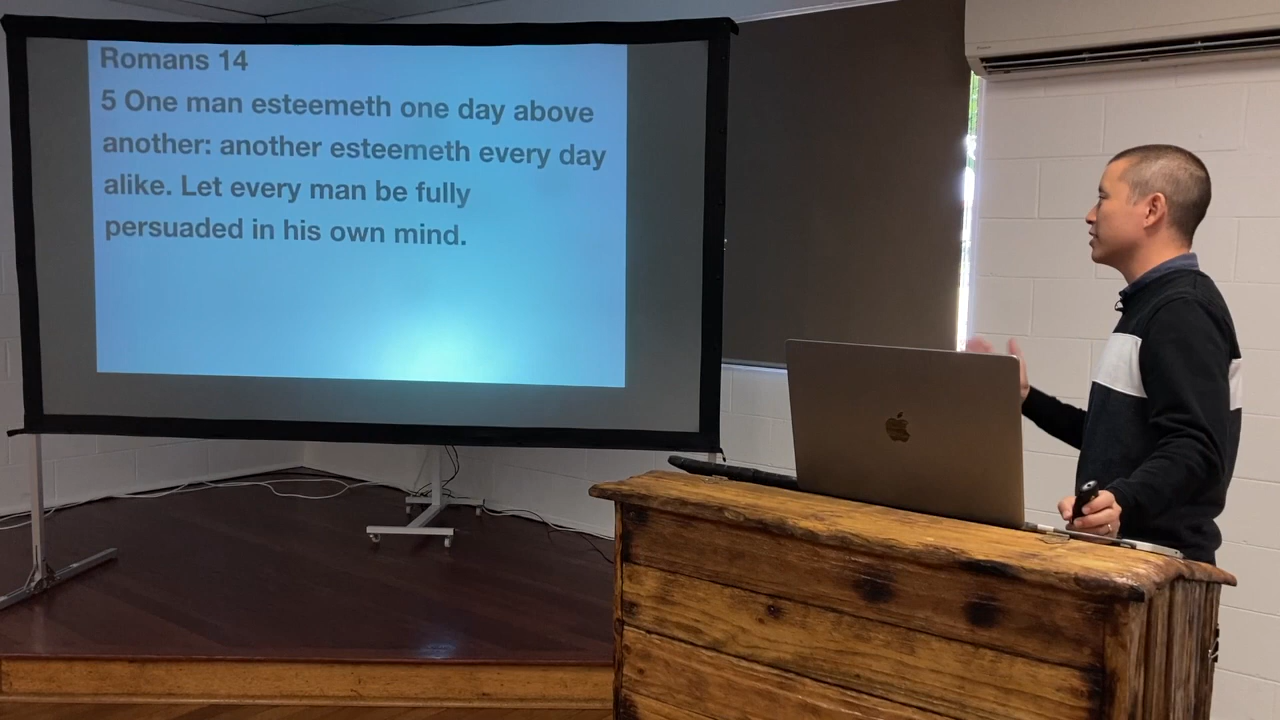 Romans 14
5 One man esteemeth one day above
another: another esteemeth every day
alike. Let every man be fully
persuaded in his own mind.